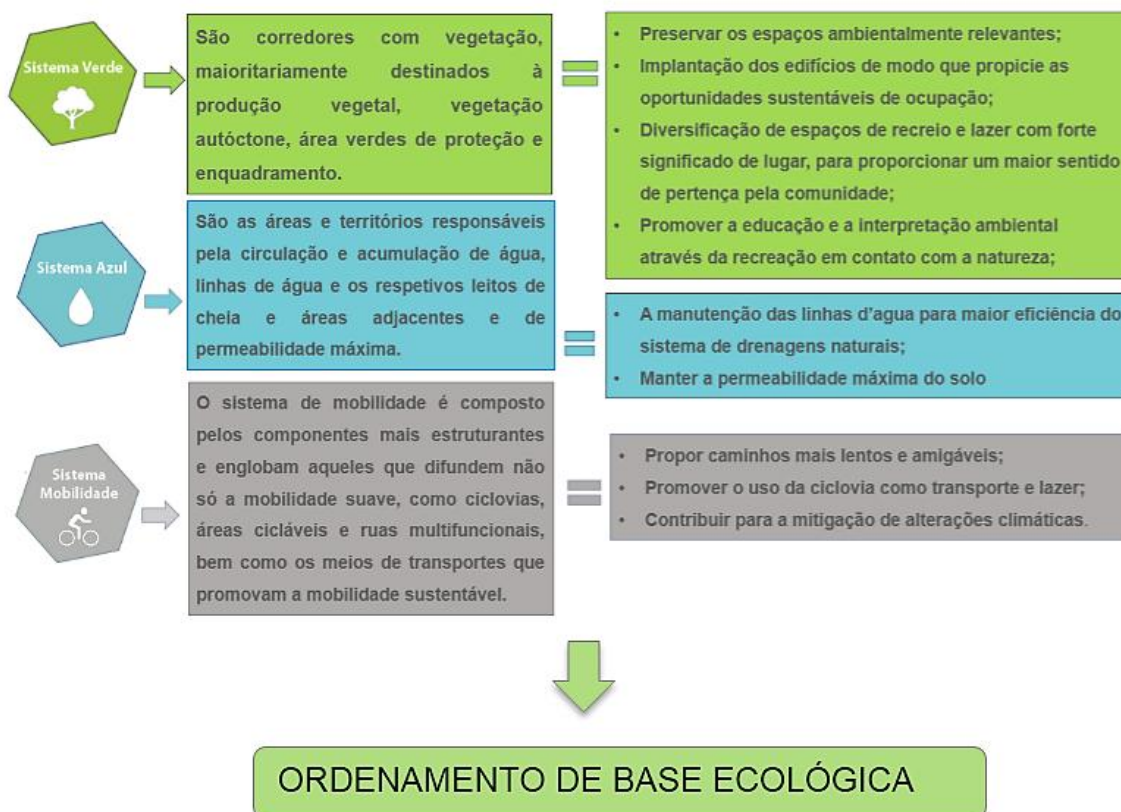 Sistema Verde
São corredores com vegetação,
maioritariamente destinados à
produção vegetal, vegetação
autóctone, área verdes de proteção e
enquadramento.
• Preservar os espaços ambientalmente relevantes;
• Implantação dos edifícios de modo que propicie as
oportunidades sustentáveis de ocupação;
• Diversificação de espaços de recreio e lazer com forte
significado de lugar, para proporcionar um maior sentido
de pertença pela comunidade;
• Promover a educação e a interpretação ambiental
através da recreação em contato com a natureza;
Sistema Azul
São as áreas e territórios responsáveis
pela circulação e acumulação de água,
linhas de água e os respetivos leitos de
cheia e áreas adjacentes e de
permeabilidade máxima.
• A manutenção das linhas d'agua para maior eficiência do
sistema de drenagens naturais;
• Manter a permeabilidade máxima do solo
Sistema
Mobilidade
O sistema de mobilidade é composto
pelos componentes mais estruturantes
e englobam aqueles que difundem não
só a mobilidade suave, como ciclovias,
áreas cicláveis e ruas multifuncionais,
bem como os meios de transportes que
promovam a mobilidade sustentável.
• Propor caminhos mais lentos e amigáveis;
• Promover o uso da ciclovia como transporte e lazer;
• Contribuir para a mitigação de alterações climáticas.
ORDENAMENTO DE BASE ECOLÓGICA